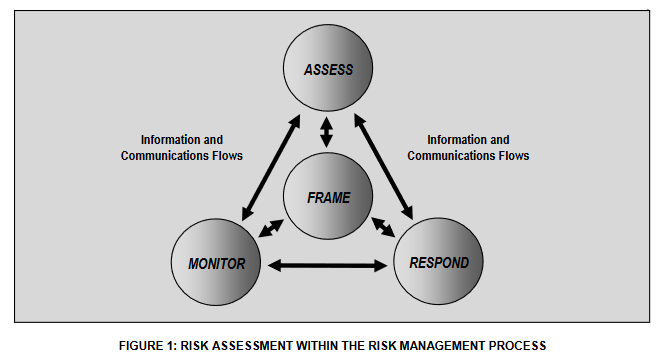 ASSESS
Information and
Communications Flows
Information and
Communications Flows
FRAME
MONITOR
RESPOND
FIGURE 1: RISK ASSESSMENT WITHIN THE RISK MANAGEMENT PROCESS